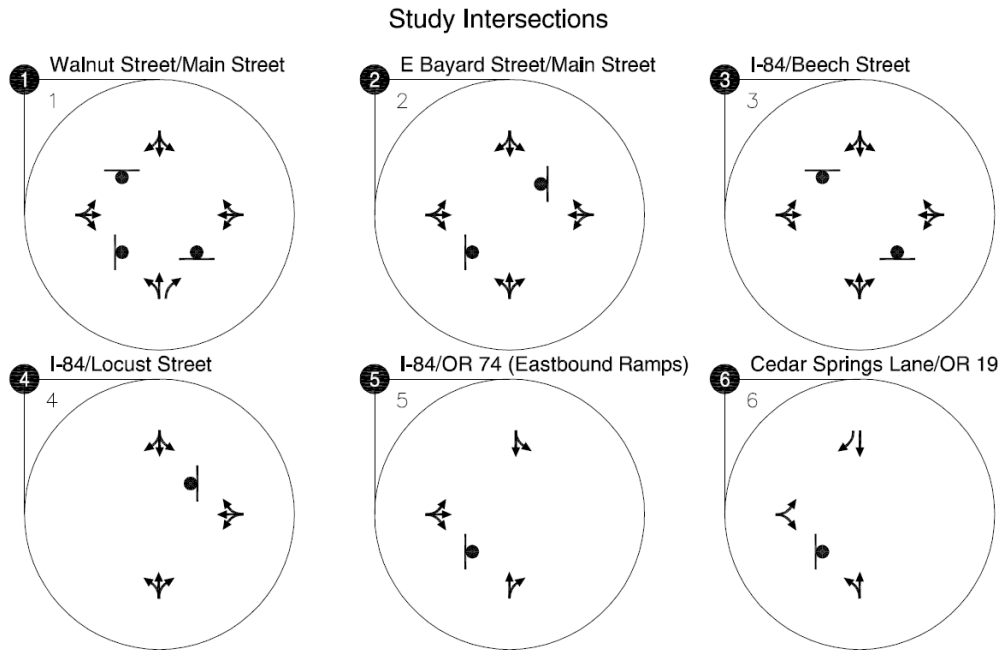 Study Intersections
1 Walnut Street/Main Street
1
2 E Bayard Street/Main Street
2
3 I-84/Beech Street
3
4 I-84/Locust Street
4
5 I-84/OR 74 (Eastbound Ramps)
5
6 Cedar Springs Lane/OR 19
6